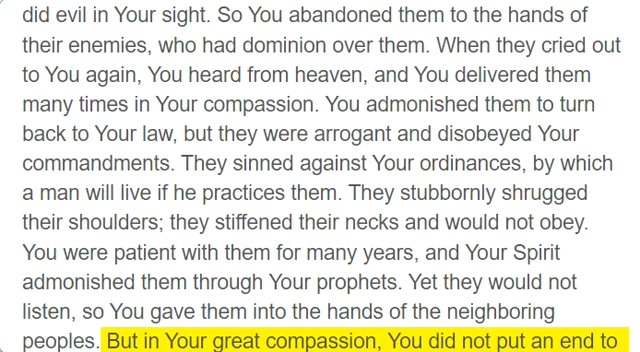 did evil in Your sight. So You abandoned them to the hands of
their enemies, who had dominion over them. When they cried out
to You again, You heard from heaven, and You delivered them
many times in Your compassion. You admonished them to turn
back to Your law, but they were arrogant and disobeyed Your
commandments. They sinned against Your ordinances, by which
a man will live if he practices them. They stubbornly shrugged
their shoulders; they stiffened their necks and would not obey.
You were patient with them for many years, and Your Spirit
admonished them through Your prophets. Yet they would not
listen, so You gave them into the hands of the neighboring
peoples. But in Your great compassion, You did not put an end to